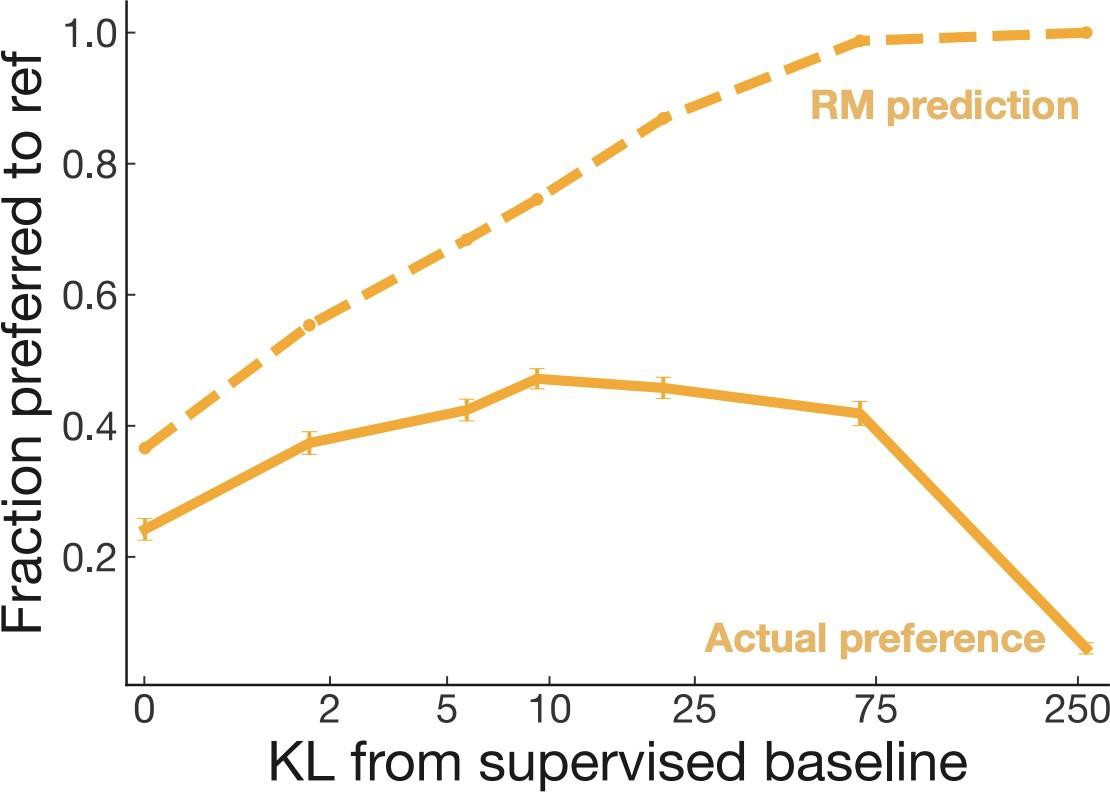 Fraction preferred to ref
1.0
0.8
0.6
0.4
0.2
RM prediction
Actual preference
0 2 5 10 25 75 250
KL from supervised baseline